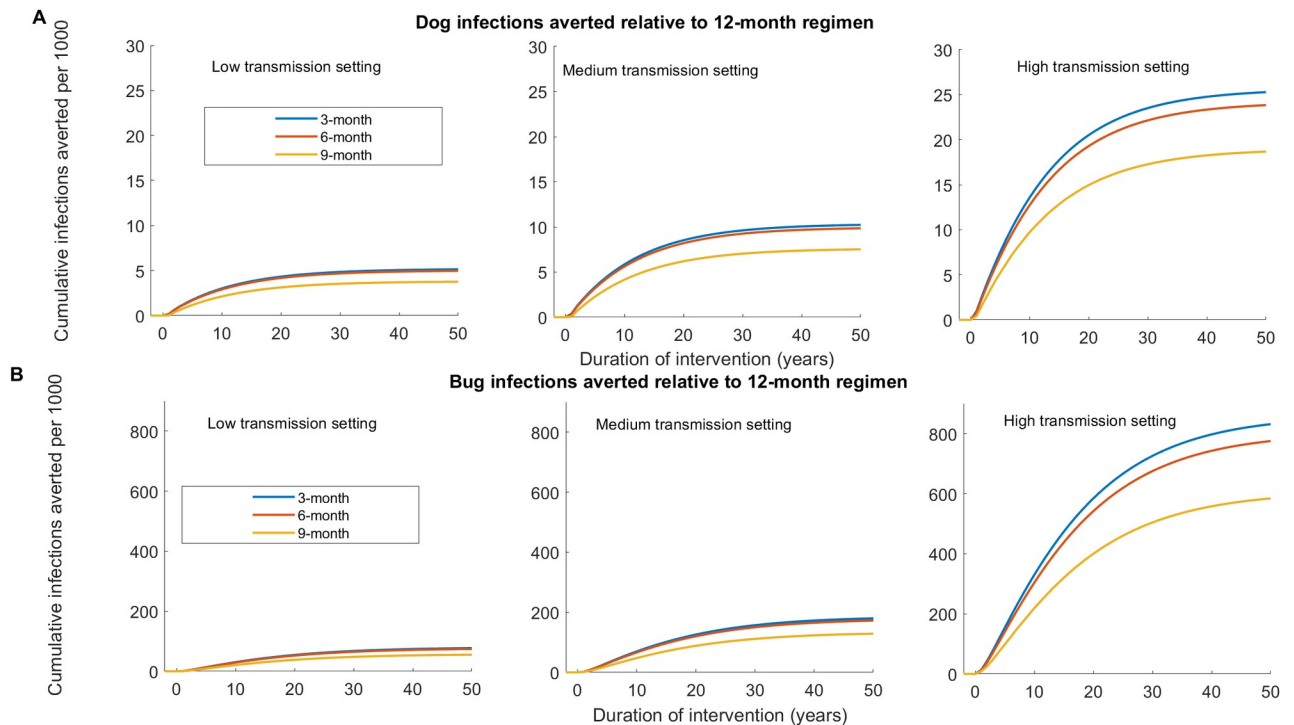 A
Dog infections averted relative to 12-month regimen
Cumulative infections averted per 1000
Low transmission setting
3-month
6-month
9-month
30
25
20
15
10
5
0
0 10 20 30 40 50
Medium transmission setting
30
25
20
15
10
5
0
0 10 20 30 40 50
Duration of intervention (years)
High transmission setting
30
25
20
15
10
5
0
0 10 20 30 40 50
B
Bug infections averted relative to 12-month regimen
Cumulative infections averted per 1000
Low transmission setting
3-month
6-month
9-month
800
600
400
200
0
0 10 20 30 40 50
Medium transmission setting
800
600
400
200
0
0 10 20 30 40 50
Duration of intervention (years)
High transmission setting
800
600
400
200
0
0 10 20 30 40 50